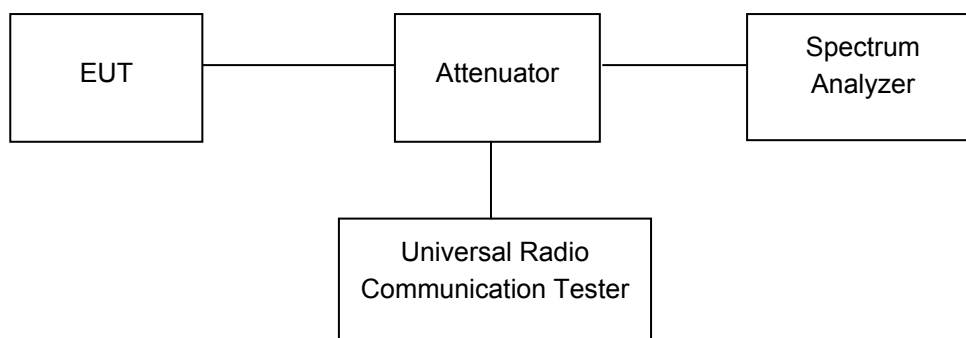 EUT
Attenuator
Spectrum
Analyzer
Universal Radio
Communication Tester